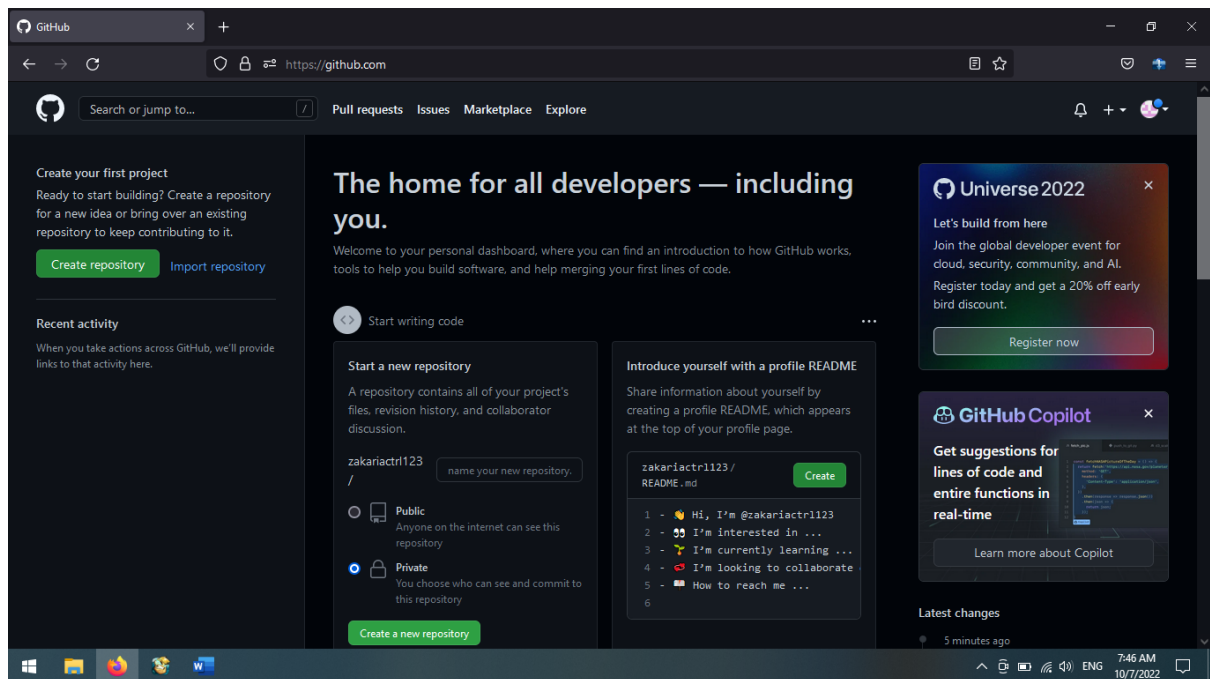 GitHub
https://github.com
Search or jump to...
/
Pull requests Issues Marketplace Explore
Create your first project
Ready to start building? Create a repository
for a new idea or bring over an existing
repository to keep contributing to it.
Create repository Import repository
Recent activity
When you take actions across GitHub, we'll provide
links to that activity here.
The home for all developers — including
you.
Welcome to your personal dashboard, where you can find an introduction to how GitHub works,
tools to help you build software, and help merging your first lines of code.
Start writing code
Start a new repository
A repository contains all of your project's
files, revision history, and collaborator
discussion.
zakariactrl123
/
name your new repository.
Public
Anyone on the internet can see this
repository
Private
You choose who can see and commit to
this repository
Create a new repository
Introduce yourself with a profile README
Share information about yourself by
creating a profile README, which appears
at the top of your profile page.
zakariactrl123/
README.md
Create
1 - 👋 Hi, I'm @zakariactrl123
2 - 👀 I'm interested in ...
3 - 🌱 I'm currently learning ...
4 - 💞️ I'm looking to collaborate
5 - 📫 How to reach me ...
6
Universe 2022
Let's build from here
Join the global developer event for
cloud, security, community, and AI.
Register today and get a 20% off early
bird discount.
Register now
GitHub Copilot
Get suggestions for
lines of code and
entire functions in
real-time
Learn more about Copilot
Latest changes
5 minutes ago
ENG
7:46 AM
10/7/2022